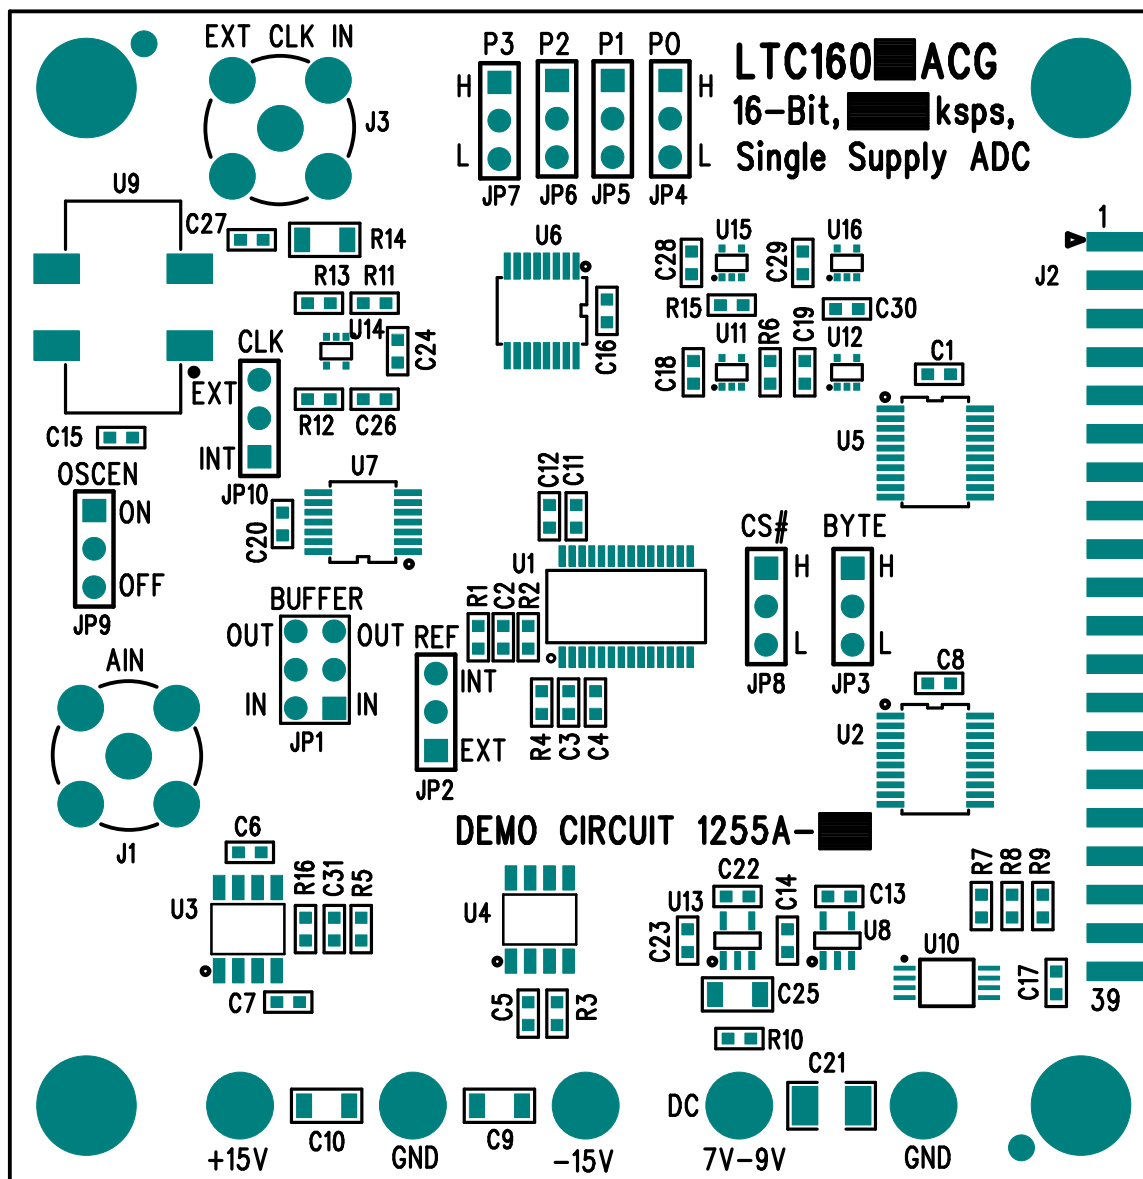 EXT CLK IN
J3
P3 P2 P1 P0
H H
L L
JP7 JP6 JP5 JP4
LTC160 ACG
16-Bit, ksps,
Single Supply ADC
U9
C27
R14
U6
C28
U15
C29
U16
1
J2
R13 R11
U14
C24
C16
R15
C30
C18
U11
R6
C19
U12
C1
CLK
EXT
INT
JP10
R12 C26
C15
OSCEN
ON
OFF
JP9
U7
C20
C12
C11
U5
U1
CS#
H
L
JP8
BYTE
H
L
JP3
BUFFER
OUT OUT
IN IN
JP1
REF
INT
EXT
JP2
R1
C2
R2
R4
C3
C4
C8
U2
AIN
J1
DEMO CIRCUIT 1255A-
C6
U3
R16
C31
R5
C7
U4
C5
R3
C22
U13
C23
C14
C13
U8
C25
R10
R7
R8
R9
U10
C17
39
C10
C9
DC
C21
+15V
GND
-15V
7V-9V
GND